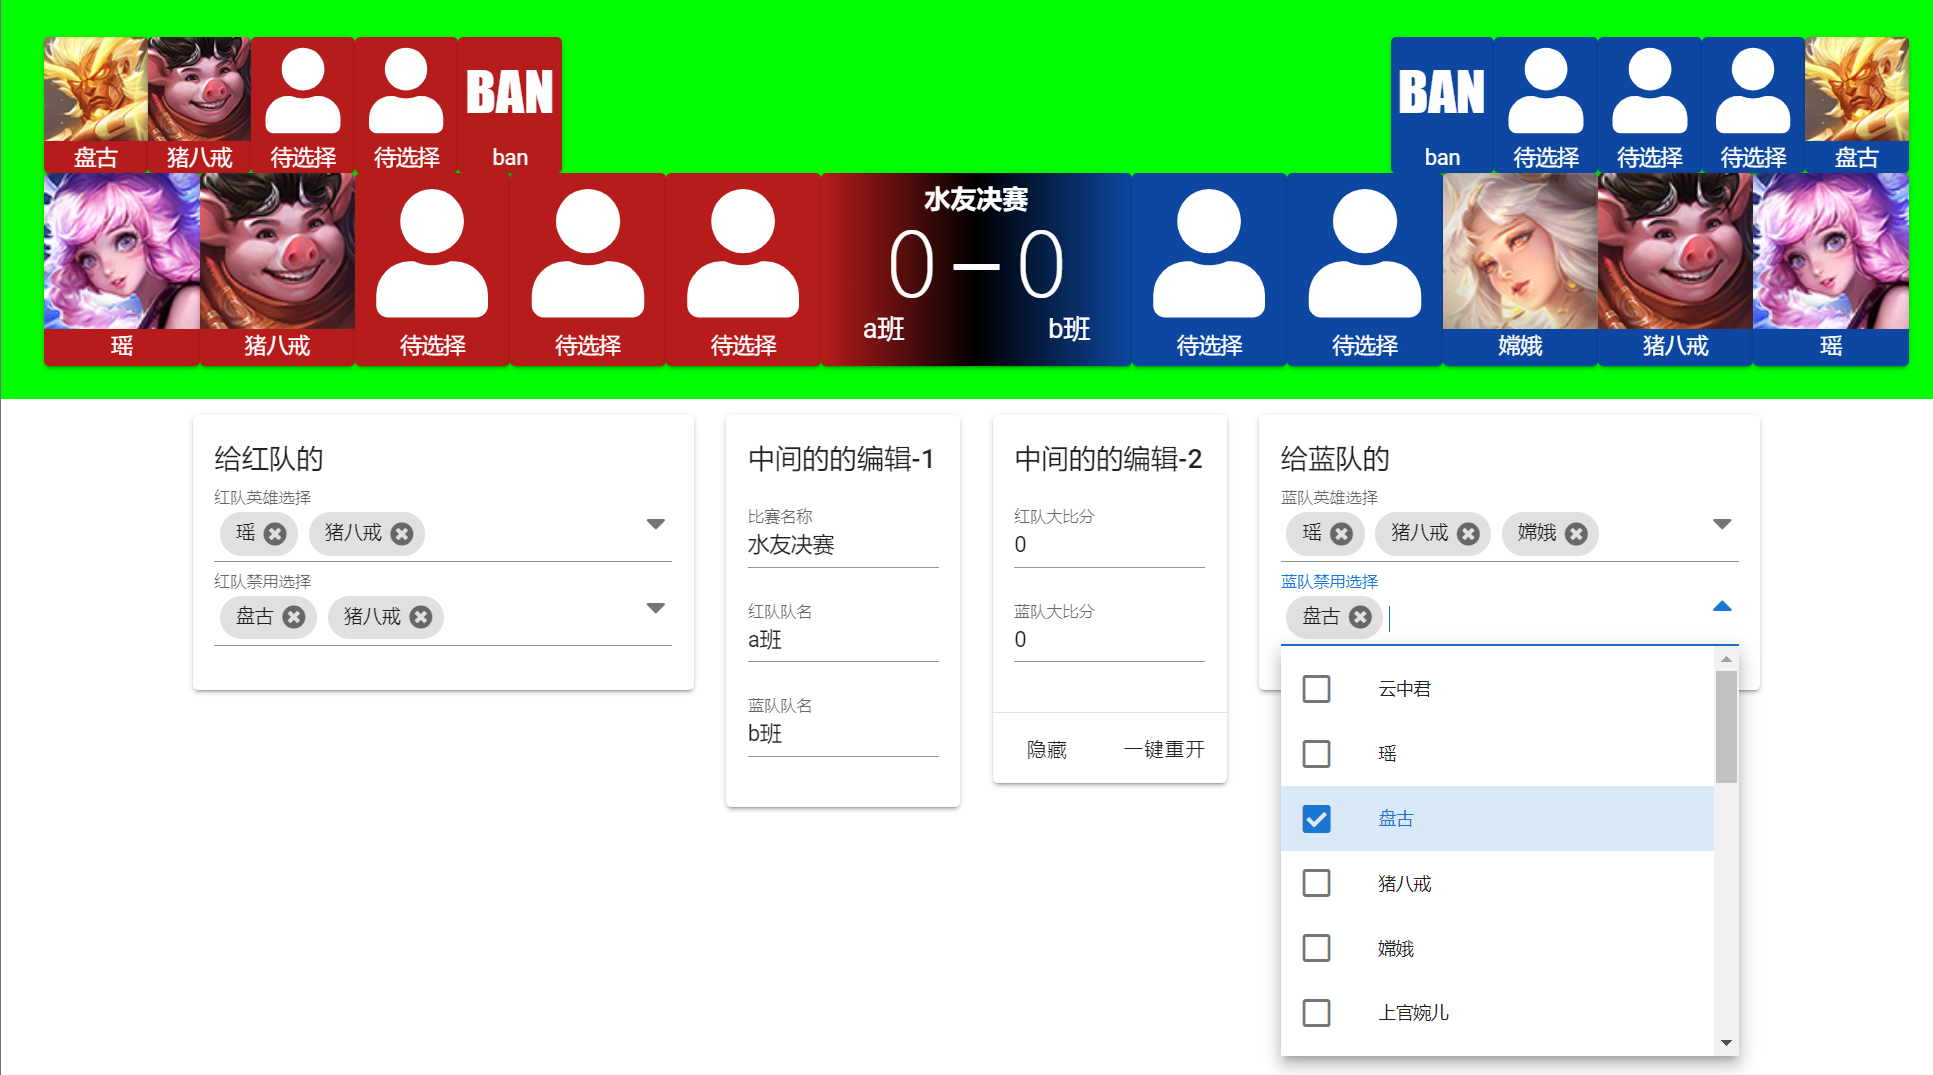 BAN
BAN
盘古
猪八戒
待选择
待选择
ban
ban
待选择
待选择
待选择
盘古
水友决赛
0 — 0
a班
b班
瑶
猪八戒
待选择
待选择
待选择
待选择
待选择
嫦娥
猪八戒
瑶
给红队的
红队英雄选择
瑶
猪八戒
红队禁用选择
盘古
猪八戒
中间的的编辑-1
比赛名称
水友决赛
红队队名
a班
蓝队队名
b班
中间的的编辑-2
红队大比分
0
蓝队大比分
0
隐藏
一键重开
给蓝队的
蓝队英雄选择
瑶
猪八戒
嫦娥
蓝队禁用选择
盘古
云中君
瑶
盘古
猪八戒
嫦娥
上官婉儿